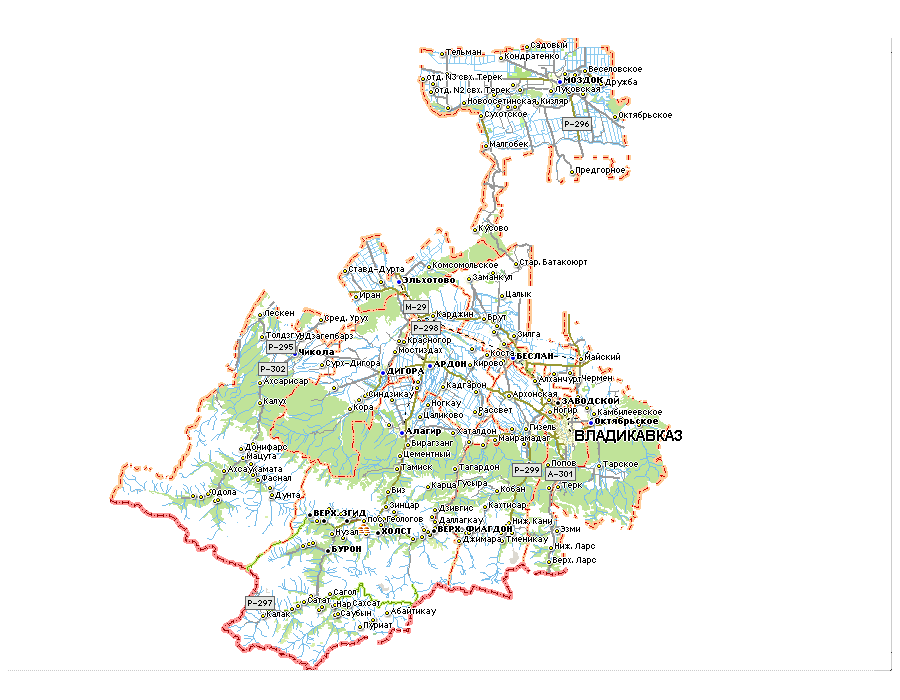 Садовый
Тельман
Кондратенко
Веселовское
отд. N3 свх. Терек
МОЗДОК
Дружба
отд. N2 свх. Терек
Луковская
Новоосетинская
Кизляр
Сухотское
Октябрьское
Р-296
Малгобек
Предгорное
Кусово
Стар. Батакоюрт
Комсомольское
Ставд-Дурта
Эльхотово
Заманкул
Иран
Цалык
М-29
Лескен
Сред. Урух
Карджин
Брут
Р-298
Толдзгун
Дзагепбарз
Зилга
Красногор
Р-295
Чикола
Мостиздах
Коста
БЕСЛАН
Майский
Сурх-Дигора
АРДОН
Кирово
Р-302
ДИГОРА
Ахсарисар
Кадгарон
Алханчурт
Чермен
Синдзикау
Архонская
Калух
Кора
Ногкау
ЗАВОДСКОЙ
Цаликово
Рассвет
Ногир
Камбилеевское
Октябрьское
Алагир
Хаталдон
Гизель
ВЛАДИКАВКАЗ
Майрамадаг
Бирагзанг
Донифарс
Мацута
Цементный
Попов
Тарское
Ахсау
Камата
Тамиск
Тагардон
Р-299
А-301
Фаснал
Карца
Гусыра
Терк
Одола
Дунта
Биз
Кобан
Зинцар
Дзивгис
Кахтисар
ВЕРХ. ЗГИД
пос. Геологов
Даллагкау
Ниж. Кани
Нузал
ХОЛСТ
ВЕРХ. ФИАГДОН
Эзми
Джимара
Тменикау
БУРОН
Ниж. Ларс
Верх. Ларс
Сагол
Р-297
Сатат
Нар
Сахсат
Калак
Саубын
Абайтикау
Луриат